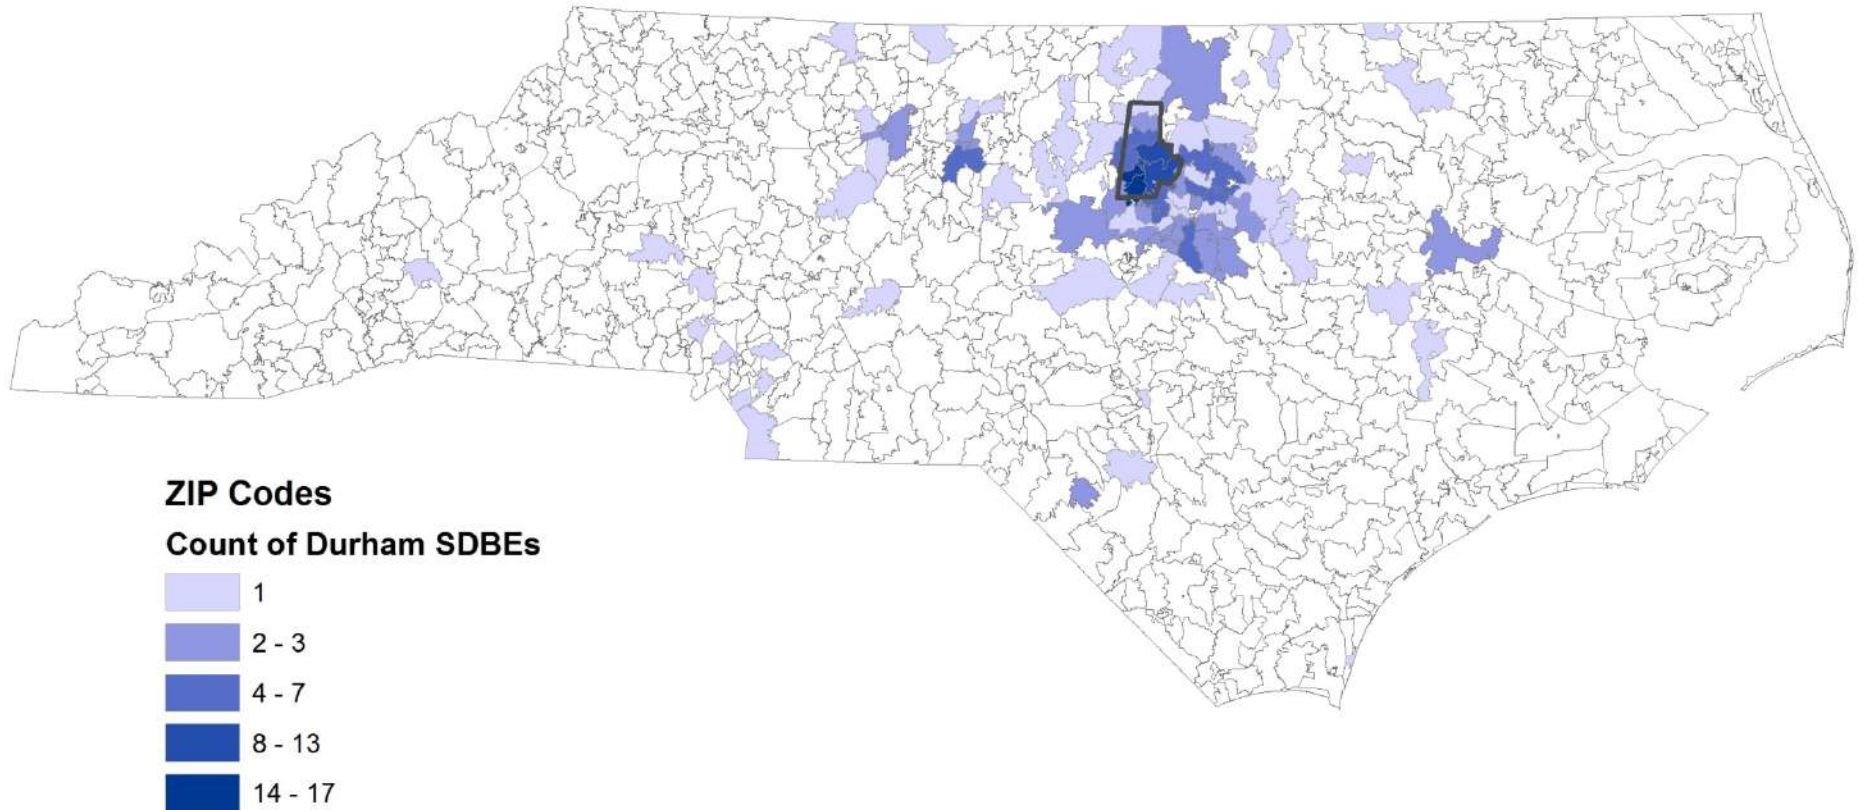 ZIP Codes
Count of Durham SDBEs
1
2 - 3
4 - 7
8 - 13
14 - 17